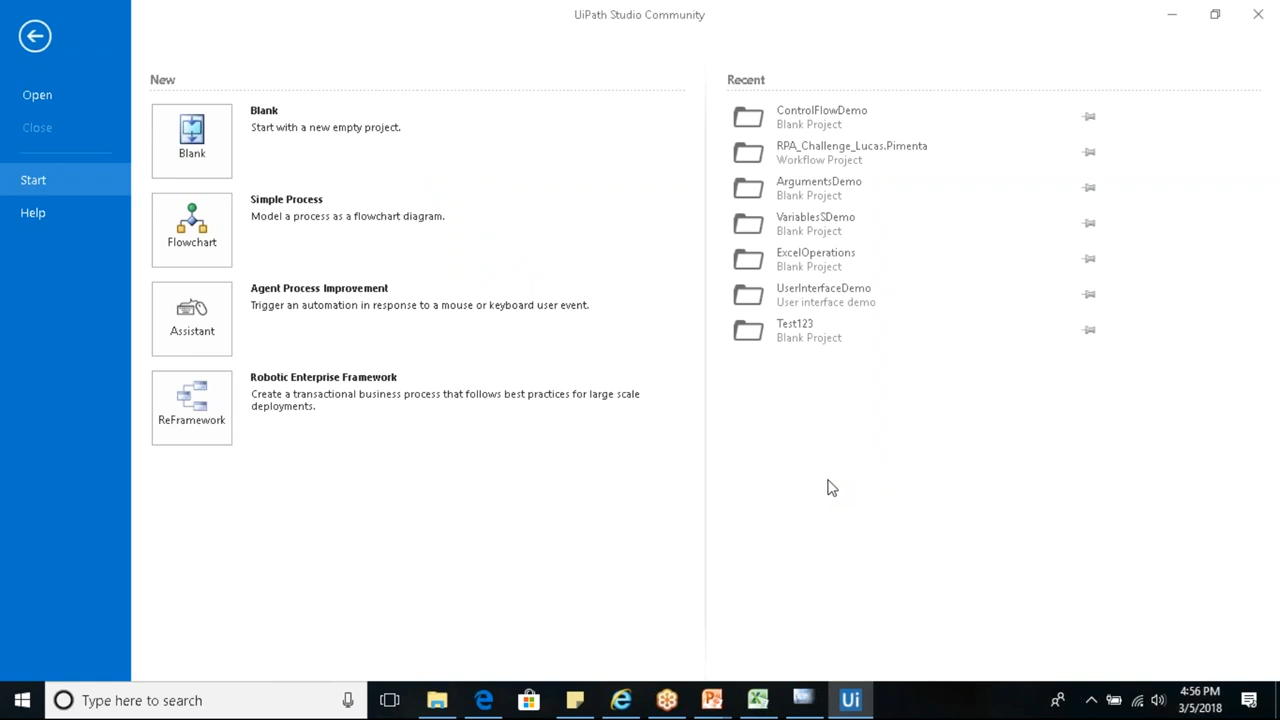 UiPath Studio Community
Open
Close
Start
Help
New
Blank
Blank
Start with a new empty project.
Flowchart
Simple Process
Model a process as a flowchart diagram.
Assistant
Agent Process Improvement
Trigger an automation in response to a mouse or keyboard user event.
ReFramework
Robotic Enterprise Framework
Create a transactional business process that follows best practices for large scale
deployments.
Recent
ControlFlowDemo
Blank Project
RPA_Challenge_Lucas.Pimenta
Workflow Project
ArgumentsDemo
Blank Project
VariablesSDemo
Blank Project
ExcelOperations
Blank Project
UserInterfaceDemo
User interface demo
Test123
Blank Project
Type here to search
Ui
4:56 PM
3/5/2018